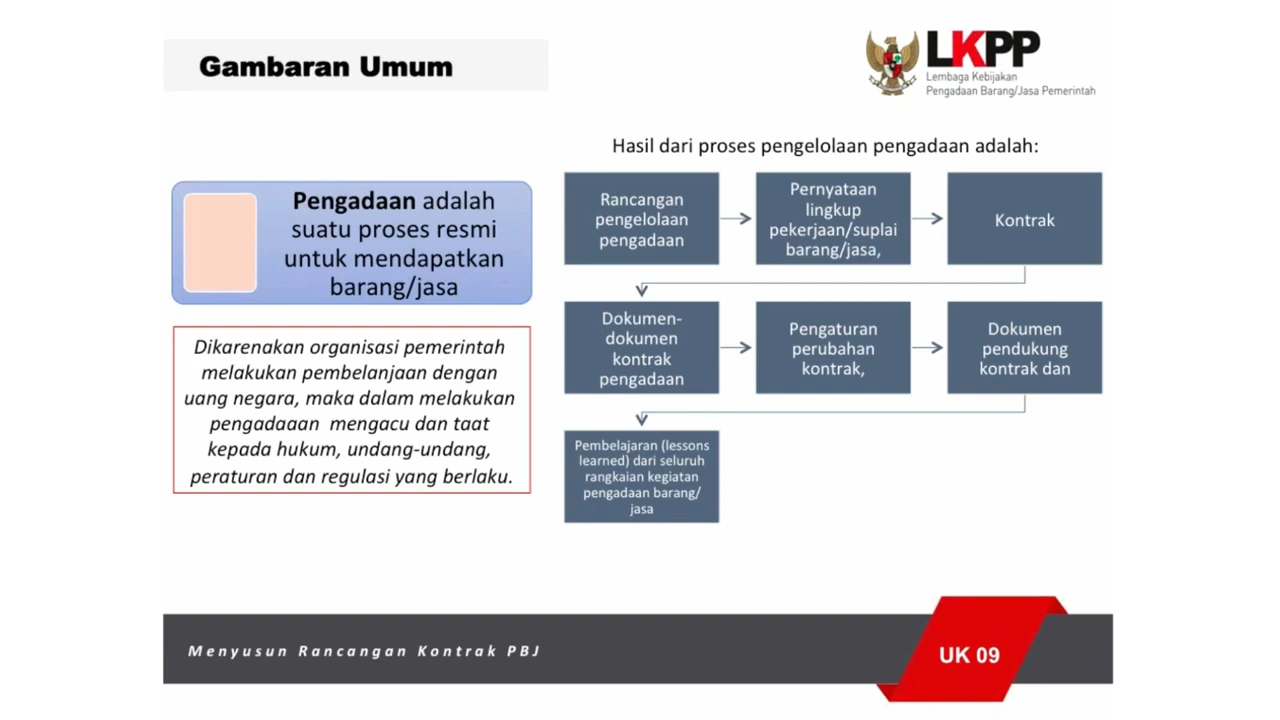 Gambaran Umum
LKPP
Lembaga Kebijakan
Pengadaan Barang/Jasa Pemerintah
Pengadaan adalah
suatu proses resmi
untuk mendapatkan
barang/jasa
Dikarenakan organisasi pemerintah
melakukan pembelanjaan dengan
uang negara, maka dalam melakukan
pengadaaan mengacu dan taat
kepada hukum, undang-undang,
peraturan dan regulasi yang berlaku.
Hasil dari proses pengelolaan pengadaan adalah:
Rancangan
pengelolaan
pengadaan
Pernyataan
lingkup
pekerjaan/suplai
barang/jasa,
Kontrak
Dokumen-
dokumen
kontrak
pengadaan
Pengaturan
perubahan
kontrak,
Dokumen
pendukung
kontrak dan
Pembelajaran (lessons
learned) dari seluruh
rangkaian kegiatan
pengadaan barang/
jasa
Menyusun Rancangan Kontrak PBJ
UK 09